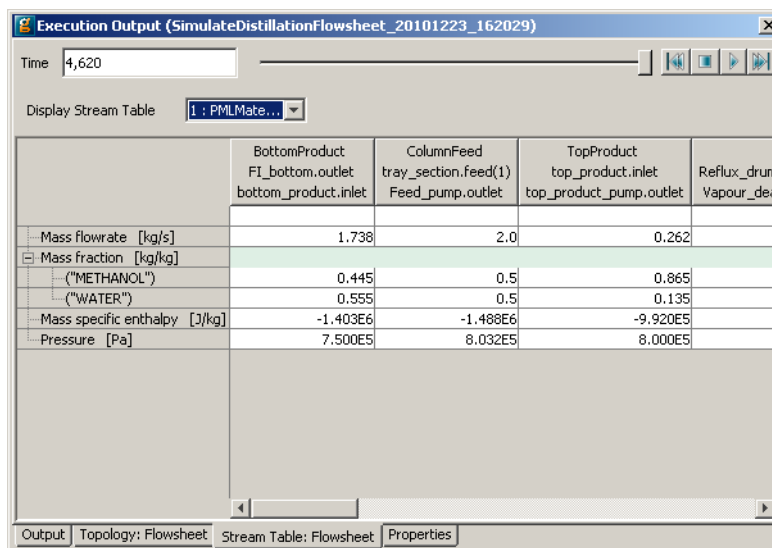 Execution Output (SimulateDistillationFlowsheet_20101223_162029)
Time 4,620
Display Stream Table 1 : PMLMate...
BottomProduct ColumnFeed TopProduct
FI_bottom.outlet tray_section.feed(1) top_product.inlet Reflux_drum
bottom_product.inlet Feed_pump.outlet top_product_pump.outlet Vapour_dea
Mass flowrate [kg/s] 1.738 2.0 0.262
Mass fraction [kg/kg]
("METHANOL") 0.445 0.5 0.865
("WATER") 0.555 0.5 0.135
Mass specific enthalpy [J/kg] -1.403E6 -1.488E6 -9.920E5
Pressure [Pa] 7.500E5 8.032E5 8.000E5
Output Topology: Flowsheet Stream Table: Flowsheet Properties